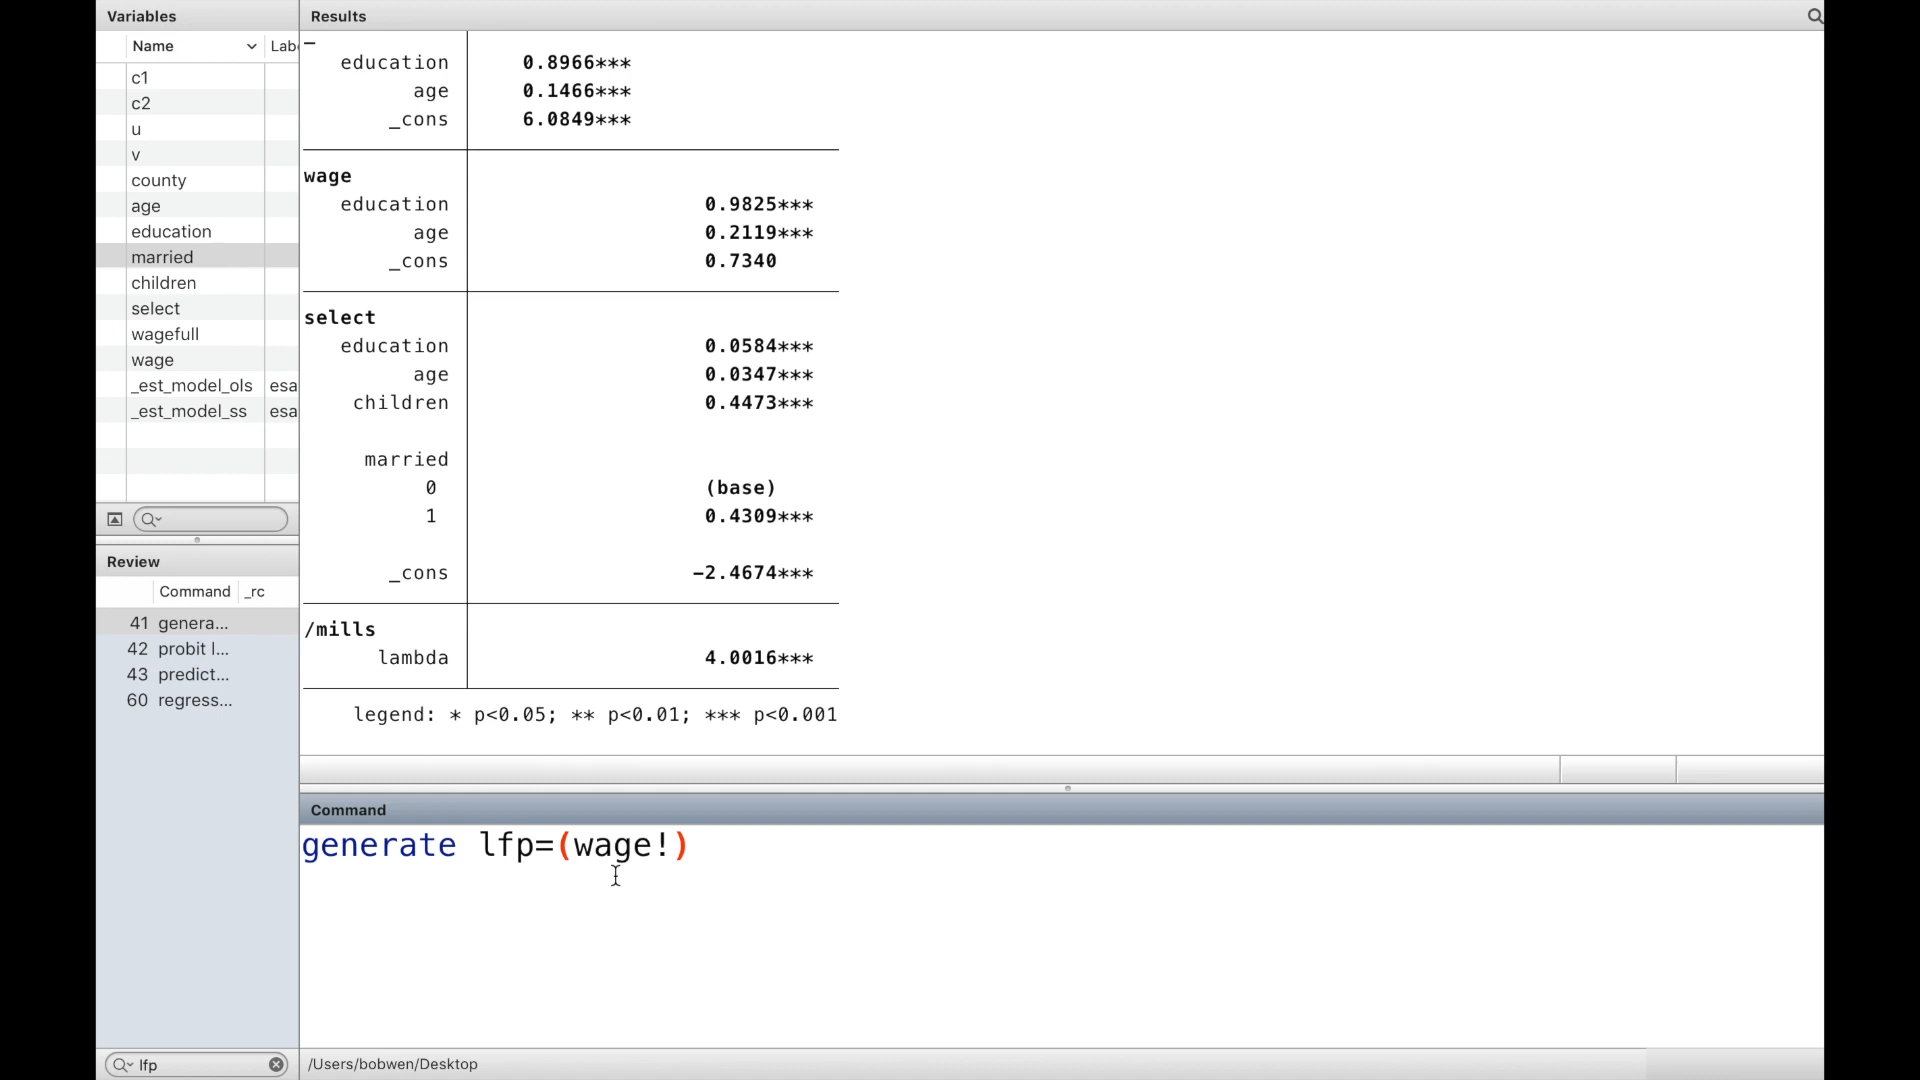 Variables
Name Lab
c1
c2
u
v
county
age
education
married
children
select
wagefull
wage
_est_model_ols esa
_est_model_ss esa
Review
Command _rc
41 genera...
42 probit l...
43 predict...
60 regress...
lfp
Results
education 0.8966***
age 0.1466***
_cons 6.0849***
wage
education 0.9825***
age 0.2119***
_cons 0.7340
select
education 0.0584***
age 0.0347***
children 0.4473***
married
0 (base)
1 0.4309***
_cons -2.4674***
/mills
lambda 4.0016***
legend: * p<0.05; ** p<0.01; *** p<0.001
Command
generate lfp=(wage!)
/Users/bobwen/Desktop